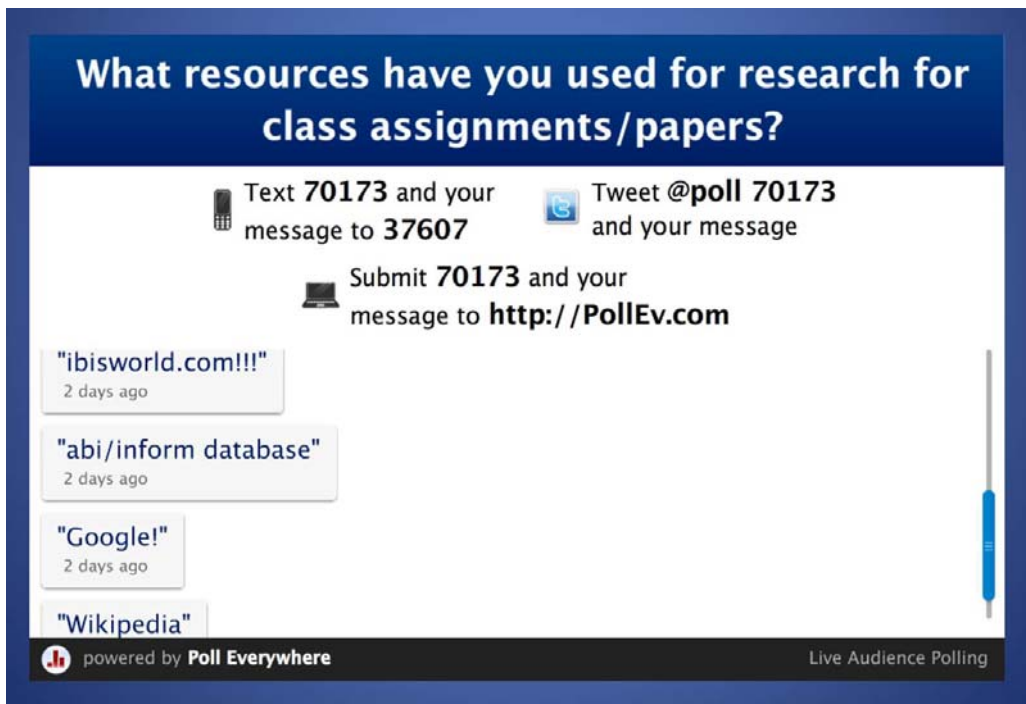 What resources have you used for research for
class assignments/papers?
Text 70173 and your
message to 37607
Tweet @poll 70173
and your message
Submit 70173 and your
message to http://PollEv.com
"ibisworld.com!!!"
2 days ago
"abi/inform database"
2 days ago
"Google!"
2 days ago
"Wikipedia"
powered by Poll Everywhere
Live Audience Polling